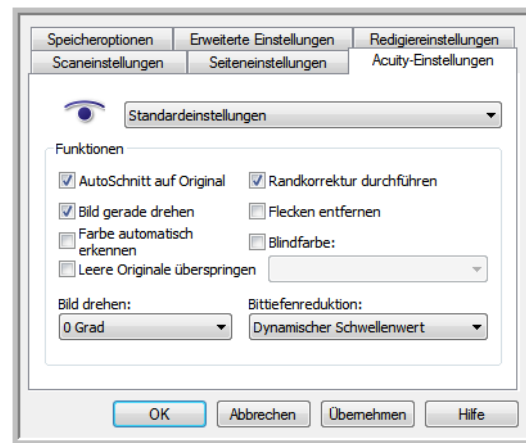 Speicheroptionen Erweiterte Einstellungen Redigiereinstellungen
Scaneinstellungen Seiteneinstellungen Acuity-Einstellungen
Standardeinstellungen
Funktionen
AutoSchnitt auf Original Randkorrektur durchführen
Bild gerade drehen Flecken entfernen
Farbe automatisch
erkennen Blindfarbe:
Leere Originale überspringen
Bild drehen: Bittiefenreduktion:
0 Grad Dynamischer Schwellenwert
OK Abbrechen Übernehmen Hilfe